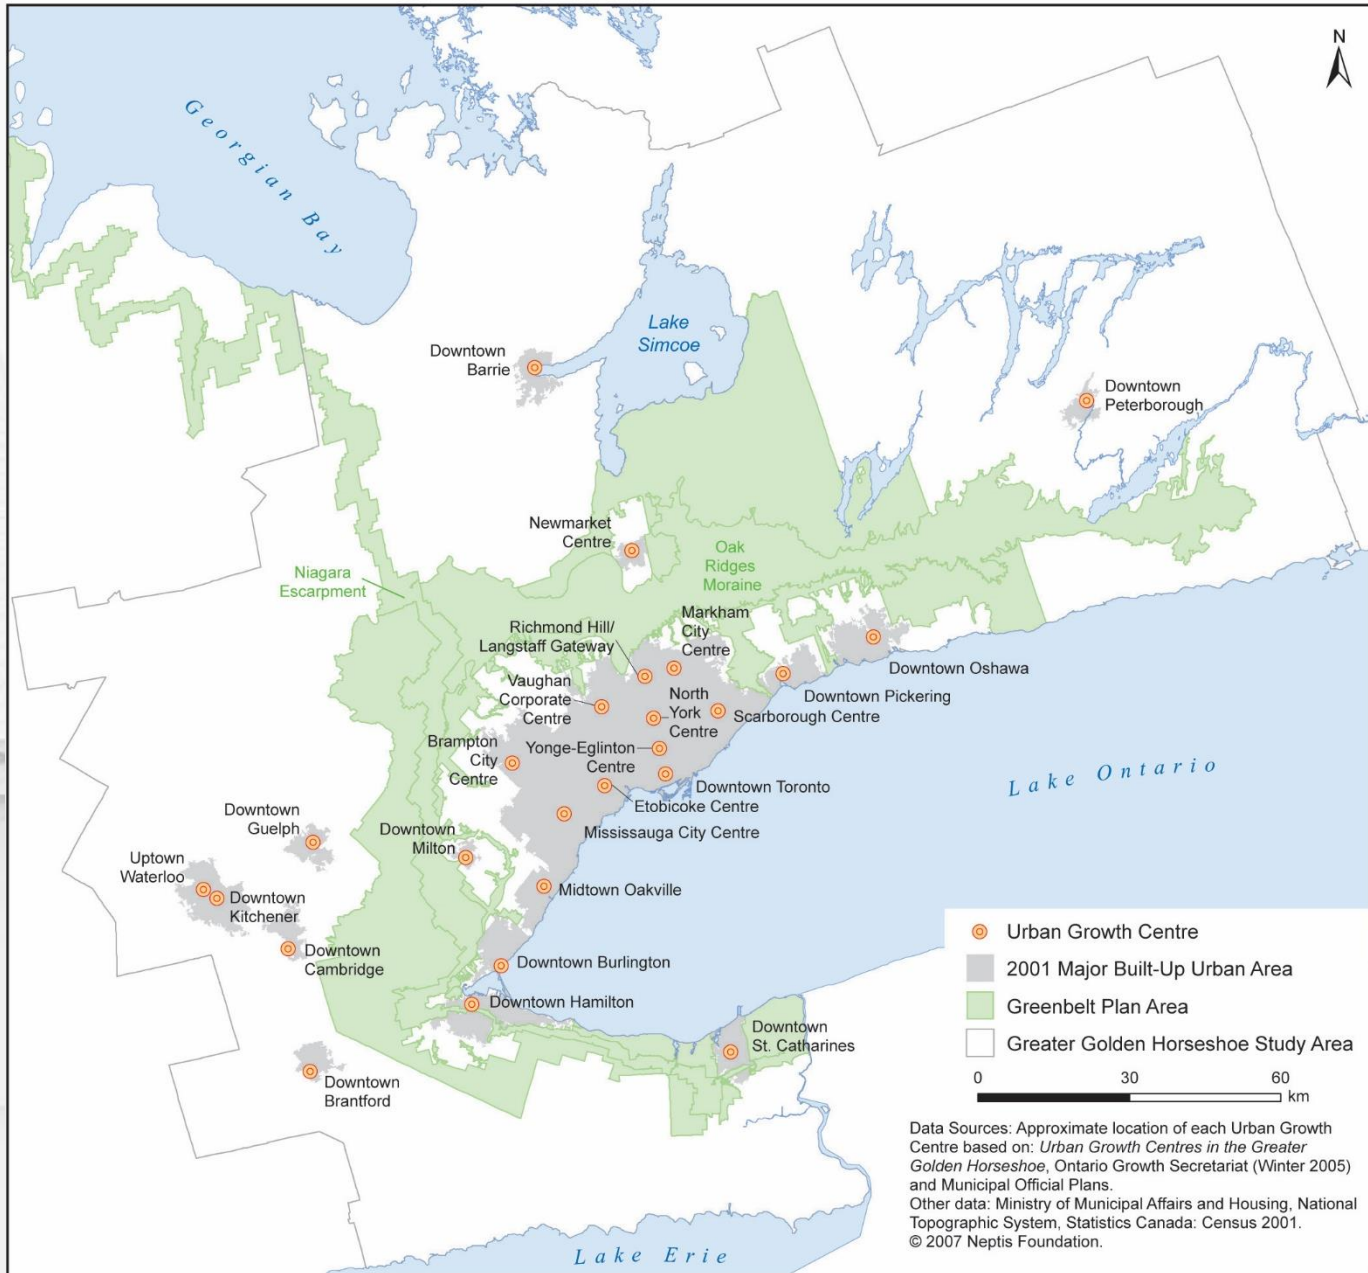 N
Georgian Bay
Lake
Simcoe
Downtown
Barrie
Downtown
Peterborough
Newmarket
Centre
Oak
Ridges
Moraine
Niagara
Escarpment
Markham
City
Centre
Richmond Hill/
Langstaff Gateway
Downtown Oshawa
Vaughan
Corporate
Centre
North
York
Centre
Downtown Pickering
Scarborough Centre
Brampton
City
Centre
Yonge-Eglinton
Centre
Lake Ontario
Downtown Toronto
Etobicoke Centre
Downtown
Guelph
Downtown
Milton
Mississauga City Centre
Uptown
Waterloo
Downtown
Kitchener
Midtown Oakville
Downtown
Cambridge
Downtown Burlington
Downtown Hamilton
Downtown
St. Catharines
Downtown
Brantford
Lake Erie
Urban Growth Centre
2001 Major Built-Up Urban Area
Greenbelt Plan Area
Greater Golden Horseshoe Study Area
0 30 60
km
Data Sources: Approximate location of each Urban Growth
Centre based on: Urban Growth Centres in the Greater
Golden Horseshoe, Ontario Growth Secretariat (Winter 2005)
and Municipal Official Plans.
Other data: Ministry of Municipal Affairs and Housing, National
Topographic System, Statistics Canada: Census 2001.
© 2007 Neptis Foundation.